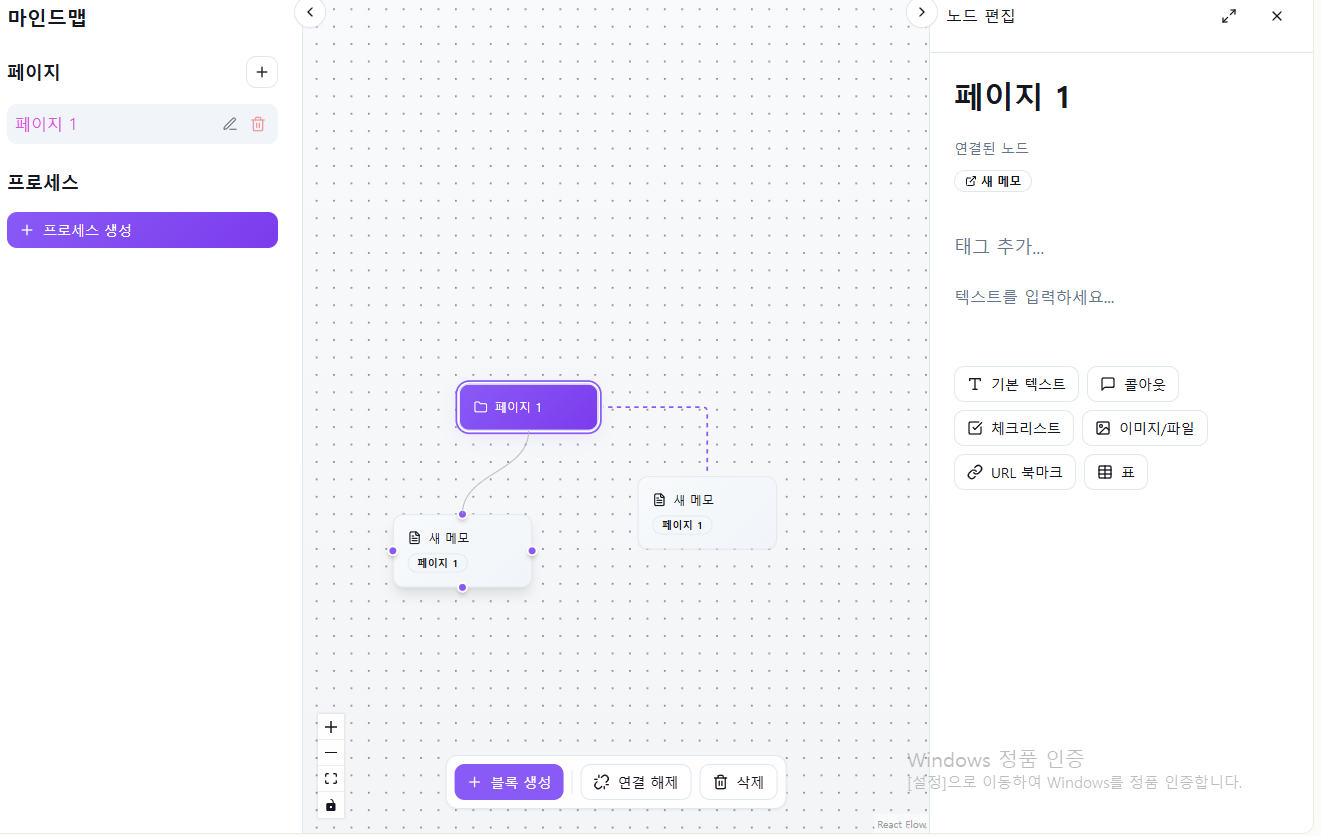 마인드맵
페이지
페이지 1
프로세스
프로세스 생성
페이지 1
새 메모
페이지 1
새 메모
페이지 1
블록 생성
연결 해제
삭제
React Flow
노드 편집
페이지 1
연결된 노드
새 메모
태그 추가...
텍스트를 입력하세요...
기본 텍스트
콜아웃
체크리스트
이미지/파일
URL 북마크
표
Windows 정품 인증
[설정]으로 이동하여 Windows를 정품 인증합니다.